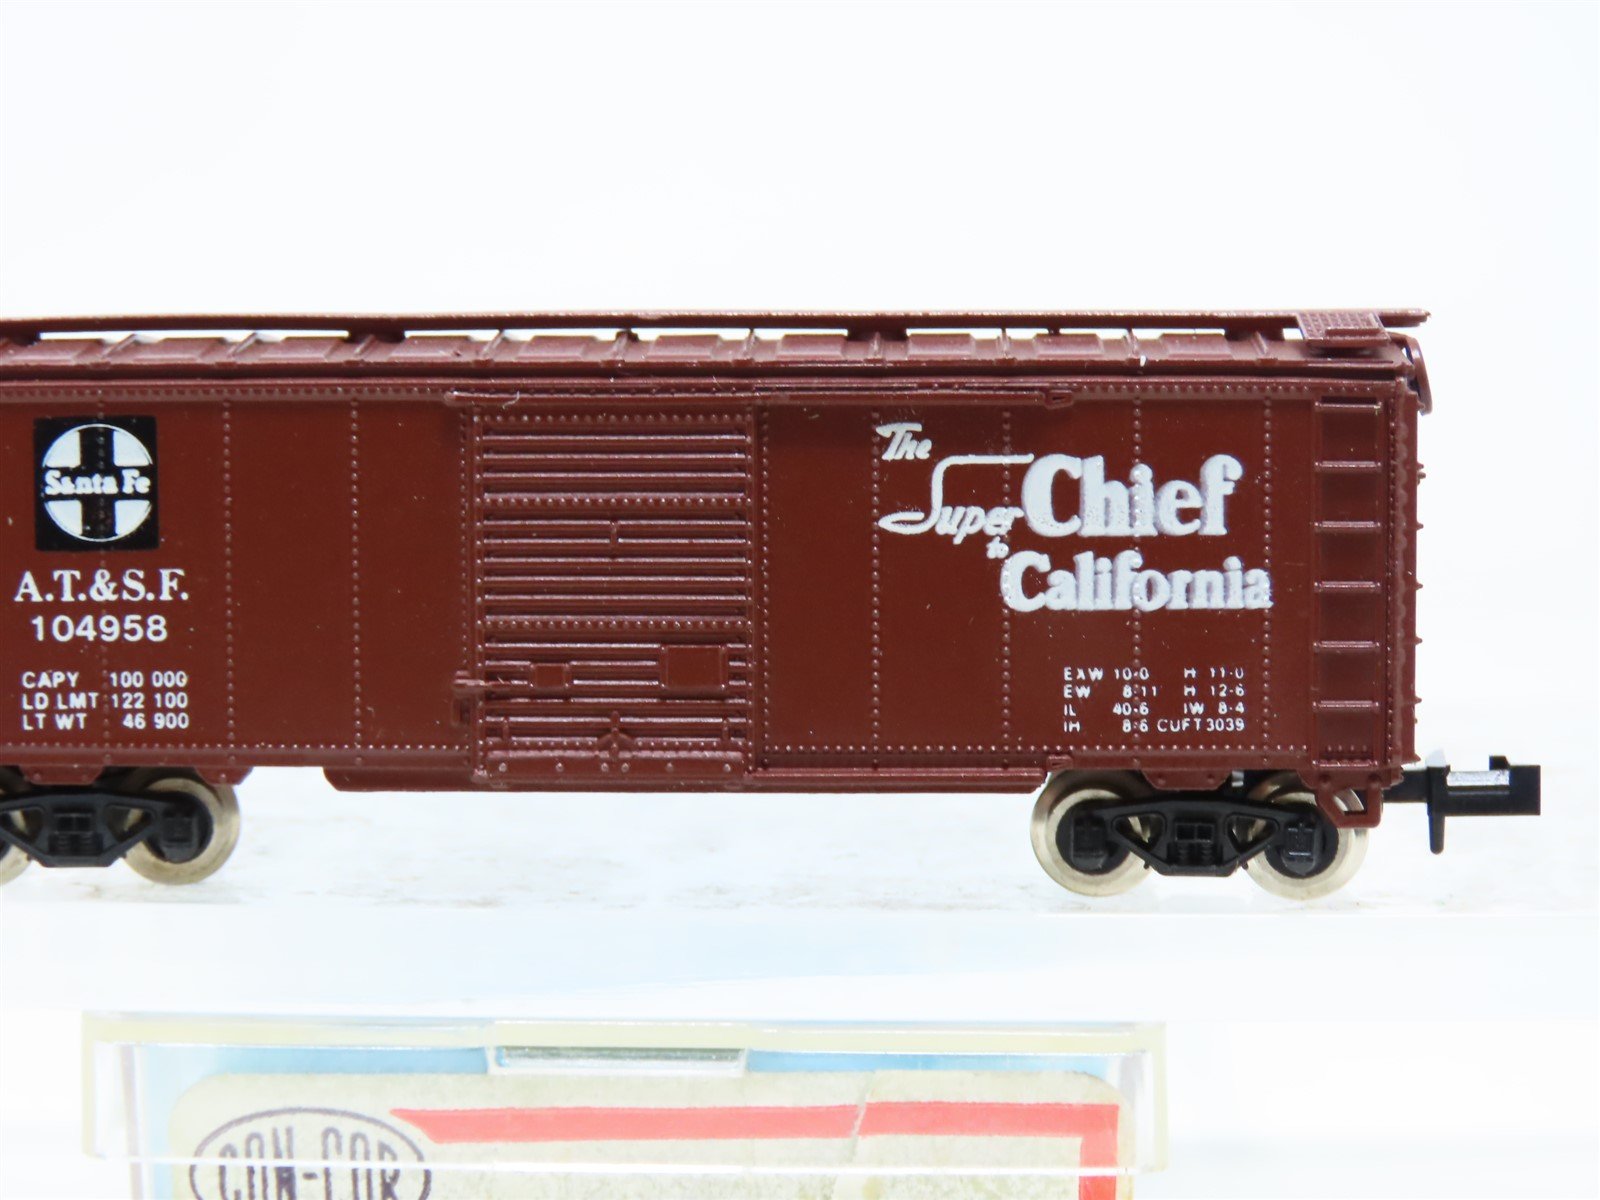 Santa Fe
A.T.&S.F.
104958
CAPY 100 000
LD LMT 122 100
LT WT 46 900
The
Super Chief
to
California
EXW 10-0 H 11-0
EW 8-11 H 12-6
IL 40-6 IW 8-4
IH 8-6 CUFT 3039
CON-COR